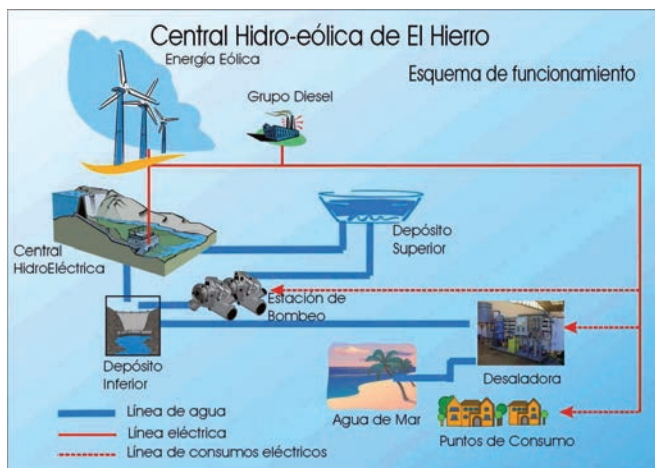 Central Hidro-eólica de El Hierro
Energía Eólica
Esquema de funcionamiento
Grupo Diesel
Depósito
Superior
Central
HidroEléctrica
Estación de
Bombeo
Depósito
Inferior
Desaladora
Agua de Mar
Puntos de Consumo
Línea de agua
Línea eléctrica
Línea de consumos eléctricos